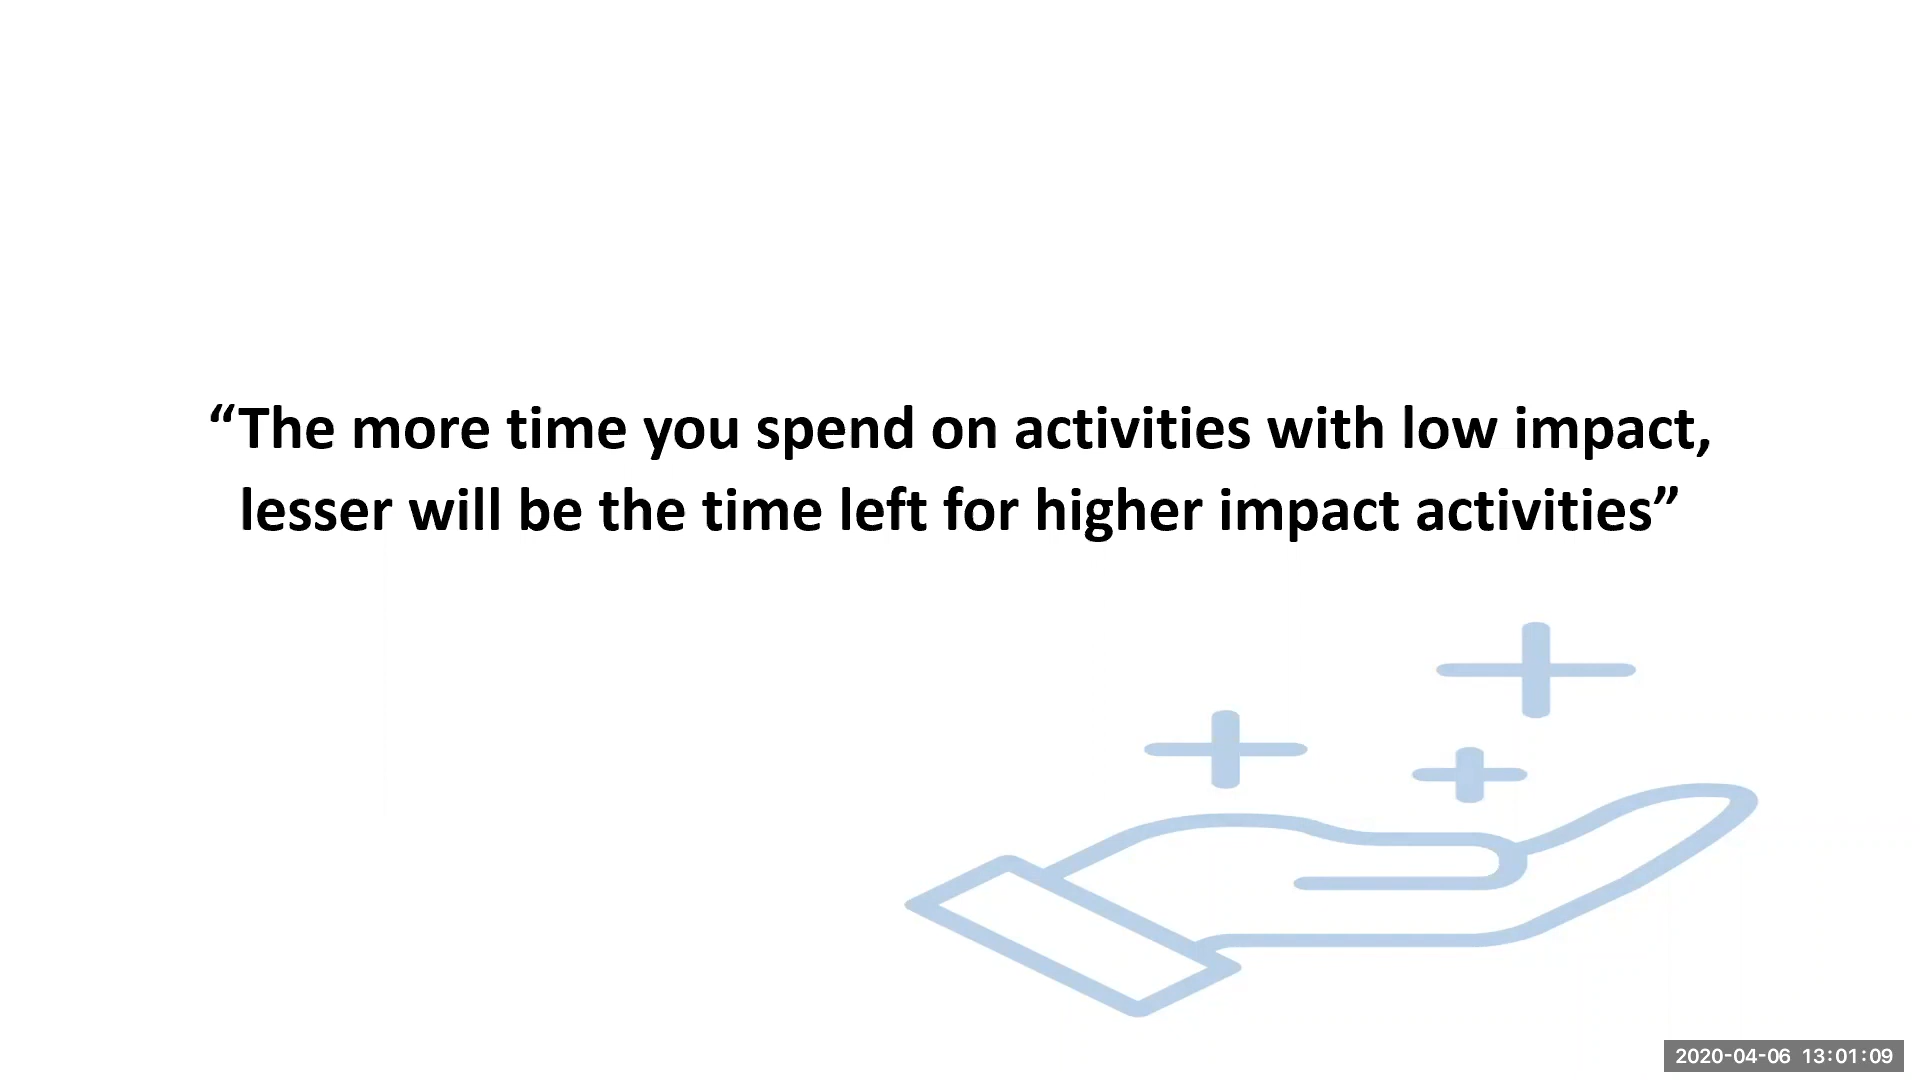 “The more time you spend on activities with low impact,
lesser will be the time left for higher impact activities”
2020-04-06 13:01:09